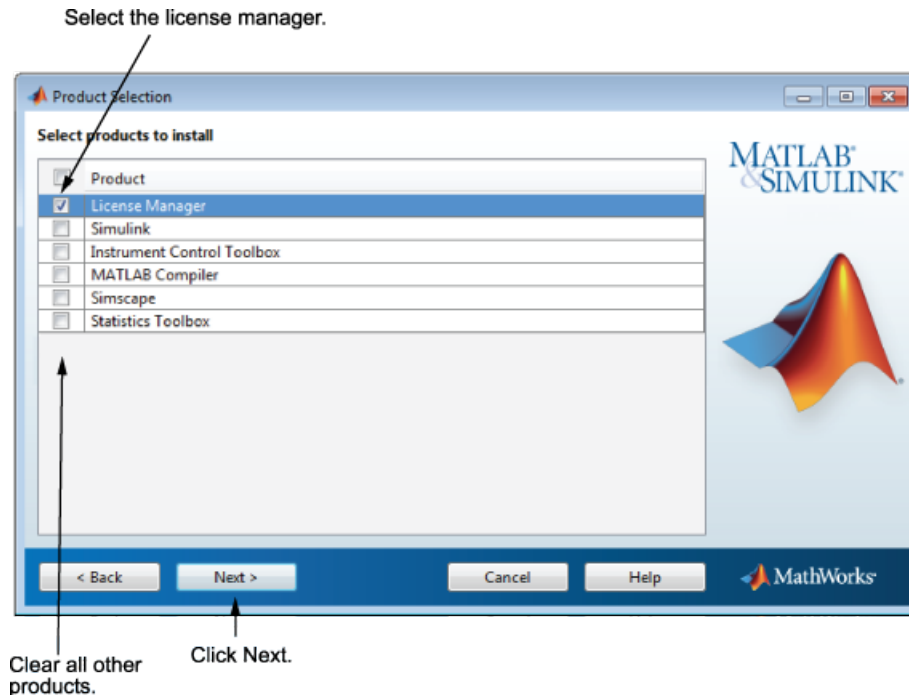 Select the license manager.
Product Selection
Select products to install
Product
License Manager
Simulink
Instrument Control Toolbox
MATLAB Compiler
Simscape
Statistics Toolbox
MATLAB®
&SIMULINK®
< Back
Next >
Cancel
Help
MathWorks®
Clear all other
products.
Click Next.